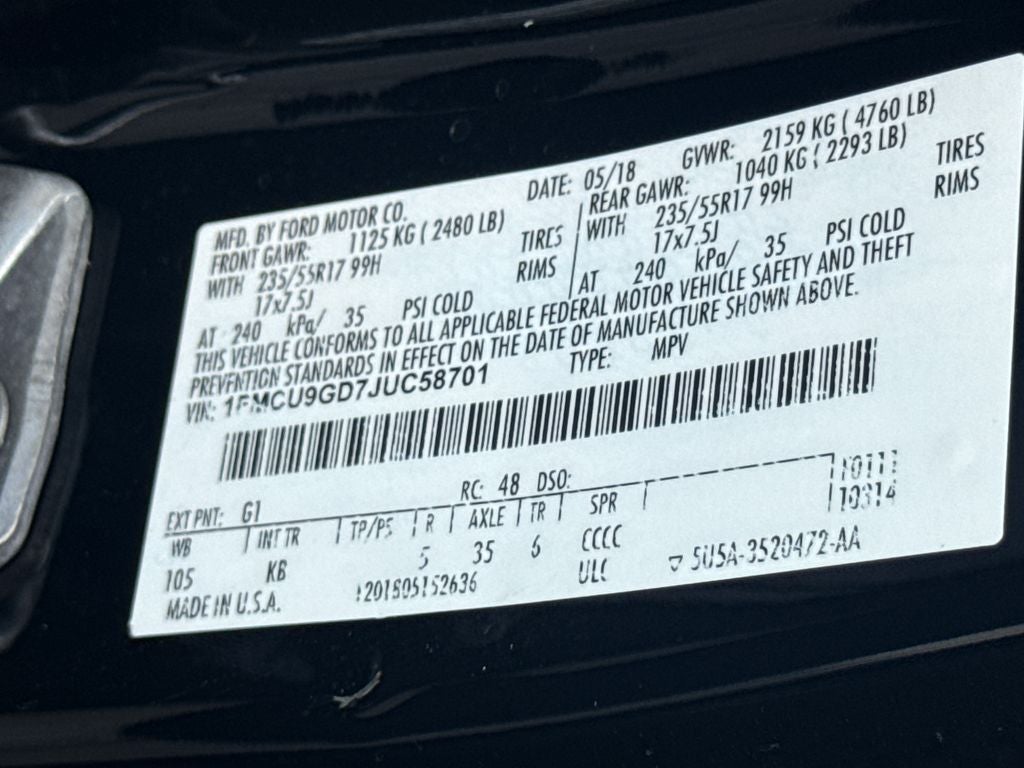 MFD. BY FORD MOTOR CO. DATE: 05/18 GVWR: 2159 KG ( 4760 LB)
FRONT GAWR: 1125 KG ( 2480 LB) REAR GAWR: 1040 KG ( 2293 LB)
WITH 235/55R17 99H TIRES WITH 235/55R17 99H TIRES
17x7.5J RIMS 17x7.5J RIMS
AT 240 kPa/ 35 PSI COLD AT 240 kPa/ 35 PSI COLD
THIS VEHICLE CONFORMS TO ALL APPLICABLE FEDERAL MOTOR VEHICLE SAFETY AND THEFT
PREVENTION STANDARDS IN EFFECT ON THE DATE OF MANUFACTURE SHOWN ABOVE.
VIN: 1FMCU9GD7JUC58701 TYPE: MPV
EXT PNT: G1 RC: 48 DSO:
WB INT TR TP/PS R AXLE TR SPR 10111
105 KB 5 35 6 CCCC 10314
MADE IN U.S.A. 201805152636 ULC 5U5A-3520472-AA